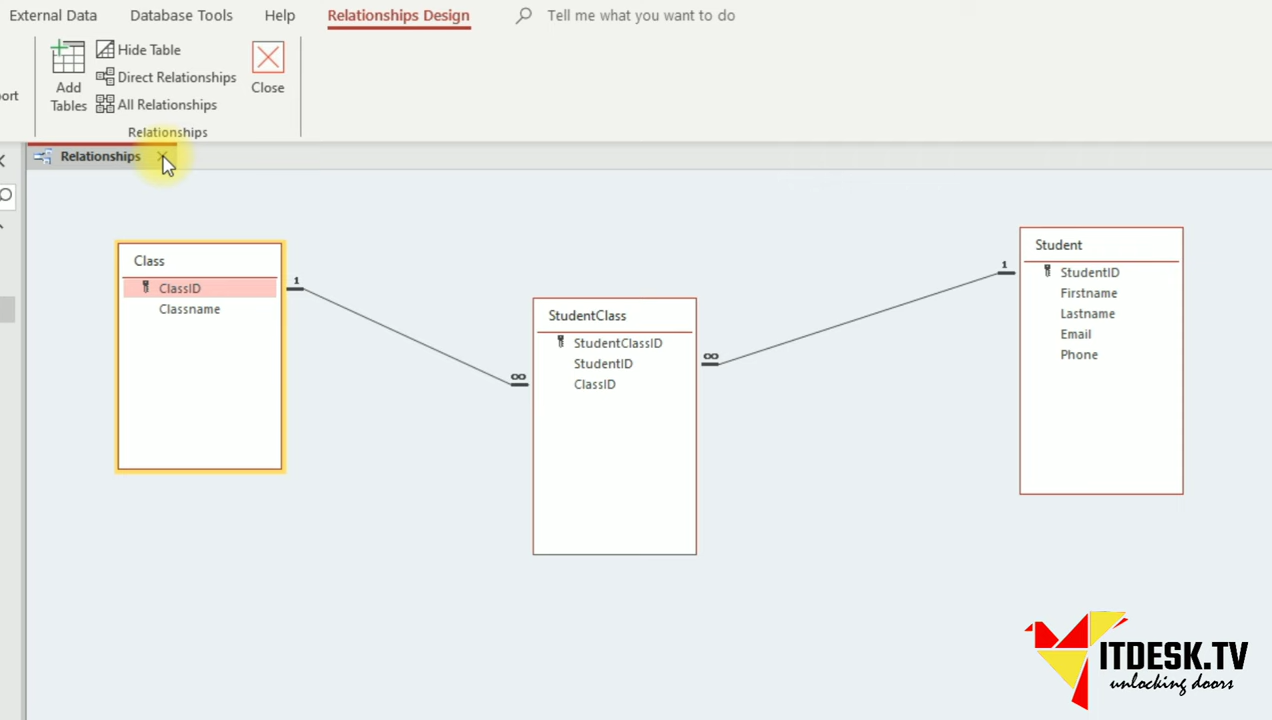 External Data Database Tools Help Relationships Design Tell me what you want to do
Hide Table
Direct Relationships
Add
Tables
All Relationships
Close
ort
Relationships
Relationships
Class
ClassID
Classname
1
∞
StudentClass
StudentClassID
StudentID
ClassID
∞
1
Student
StudentID
Firstname
Lastname
Email
Phone
ITDESK.TV
unlocking doors